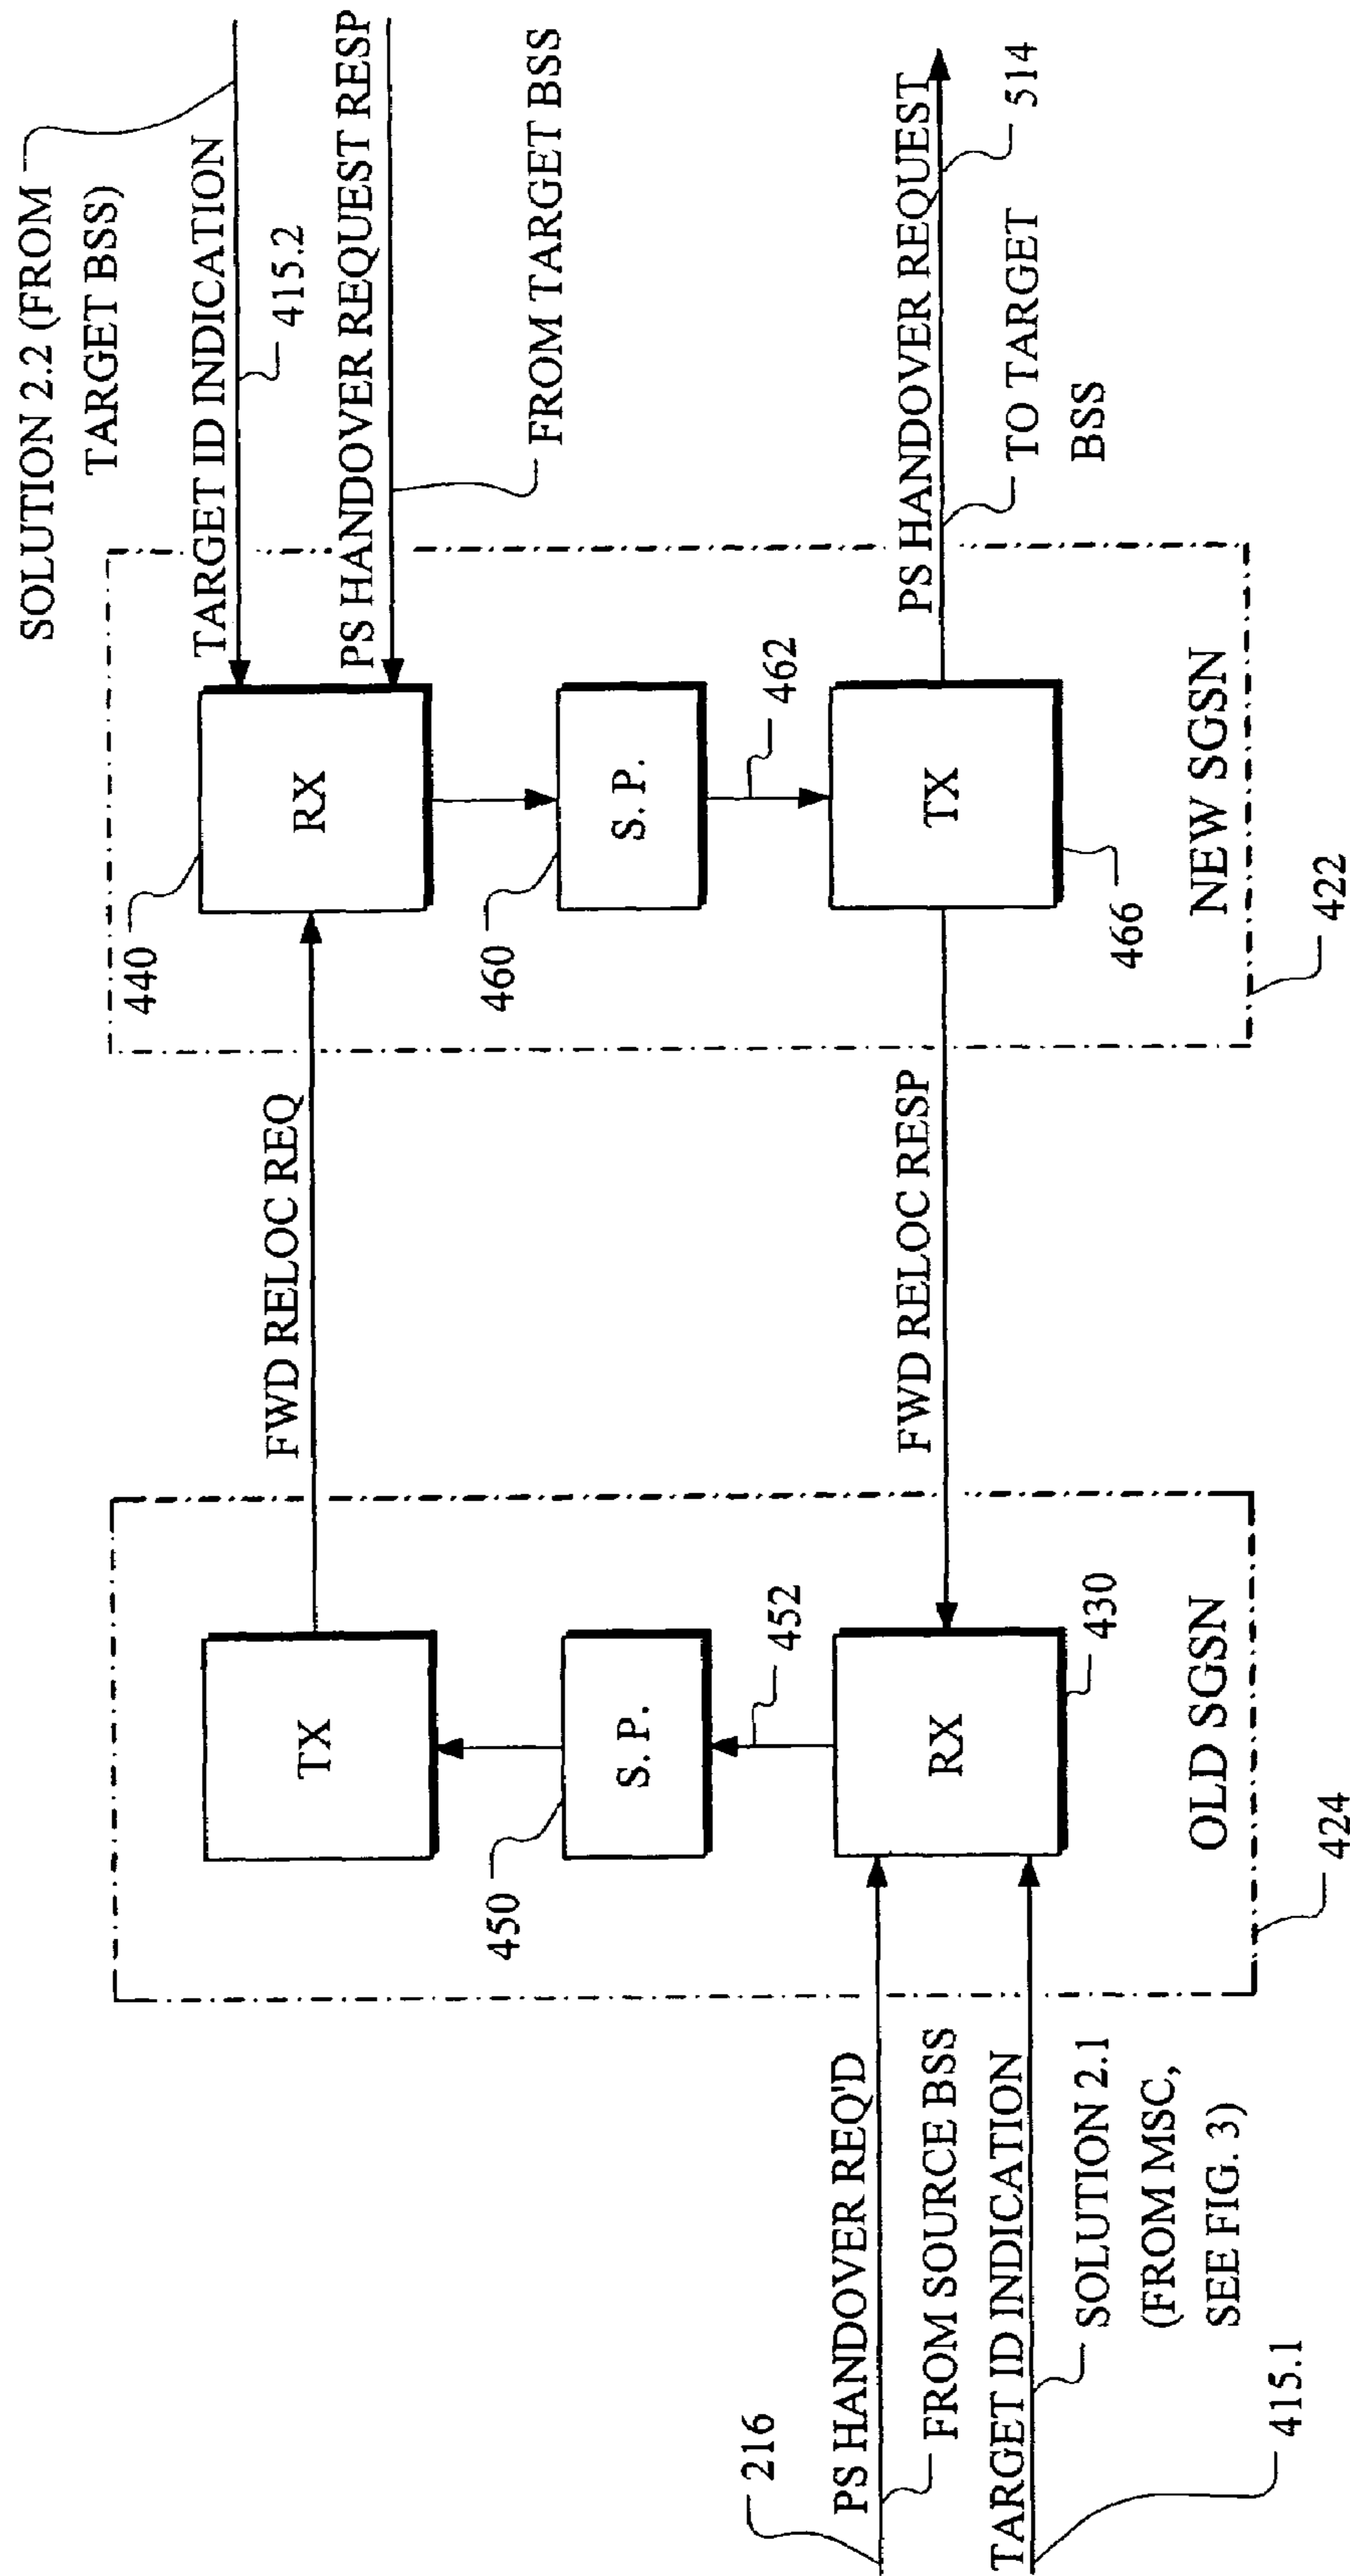 216
PS HANDOVER REQ'D
FROM SOURCE BSS
TARGET ID INDICATION
SOLUTION 2.1
(FROM MSC,
SEE FIG. 3)
415.1
TX
450
S. P.
452
RX
430
OLD SGSN
424
FWD RELOC REQ
FWD RELOC RESP
440
RX
460
S. P.
462
TX
466
NEW SGSN
422
SOLUTION 2.2 (FROM
TARGET BSS)
TARGET ID INDICATION
415.2
PS HANDOVER REQUEST RESP
FROM TARGET BSS
PS HANDOVER REQUEST
514
TO TARGET
BSS